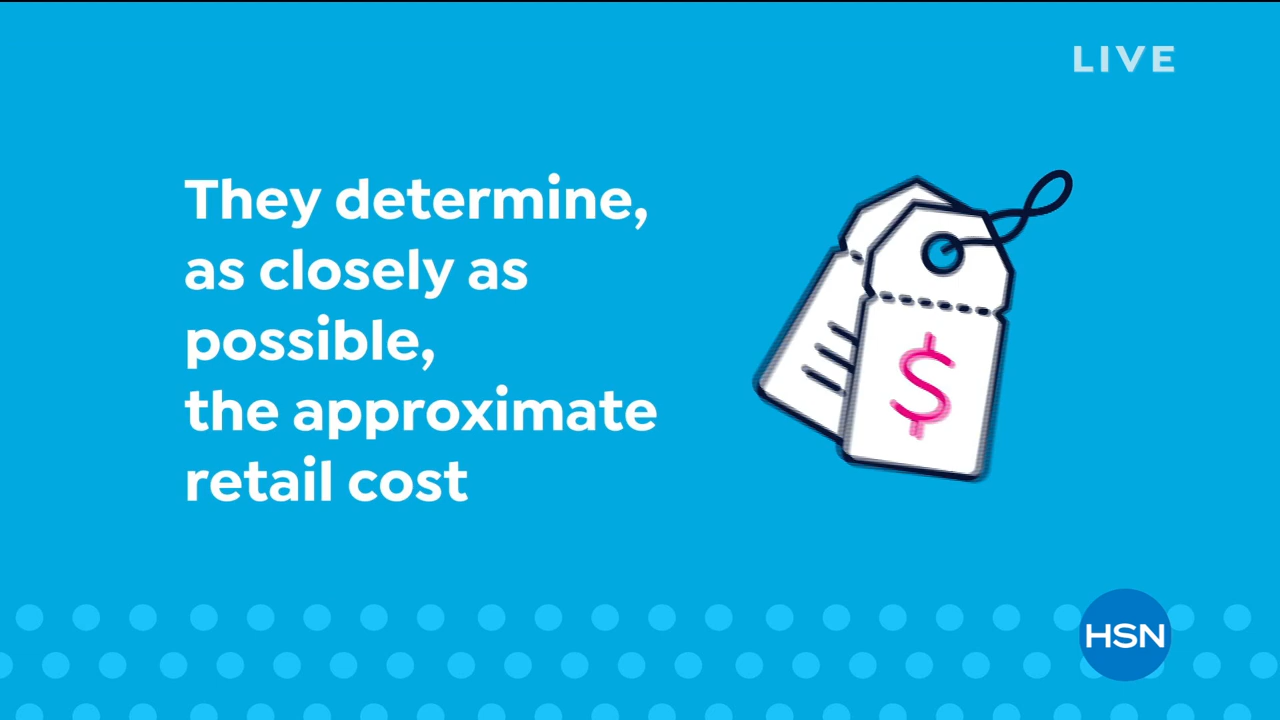 LIVE
They determine,
as closely as
possible,
the approximate
retail cost
$
HSN